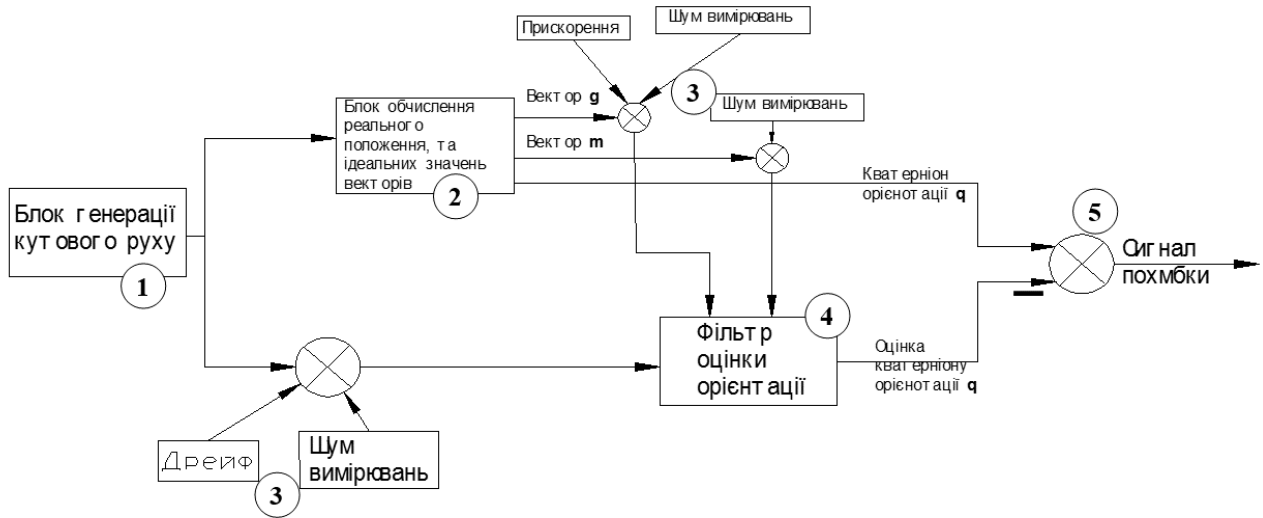 Прискорення
Шум вимірювань
3
Шум вимірювань
Вектор g
Вектор m
Блок обчислення
реального
положення, та
ідеальних значень
векторів
2
Кватерніон
орієнотації q
5
Блок генерації
кутового руху
1
Сигнал
похмбки
4
Фільтр
оцінки
орієнтації
Оцінка
кватерніону
орієнотації q
Дрейф
3
Шум
вимірювань